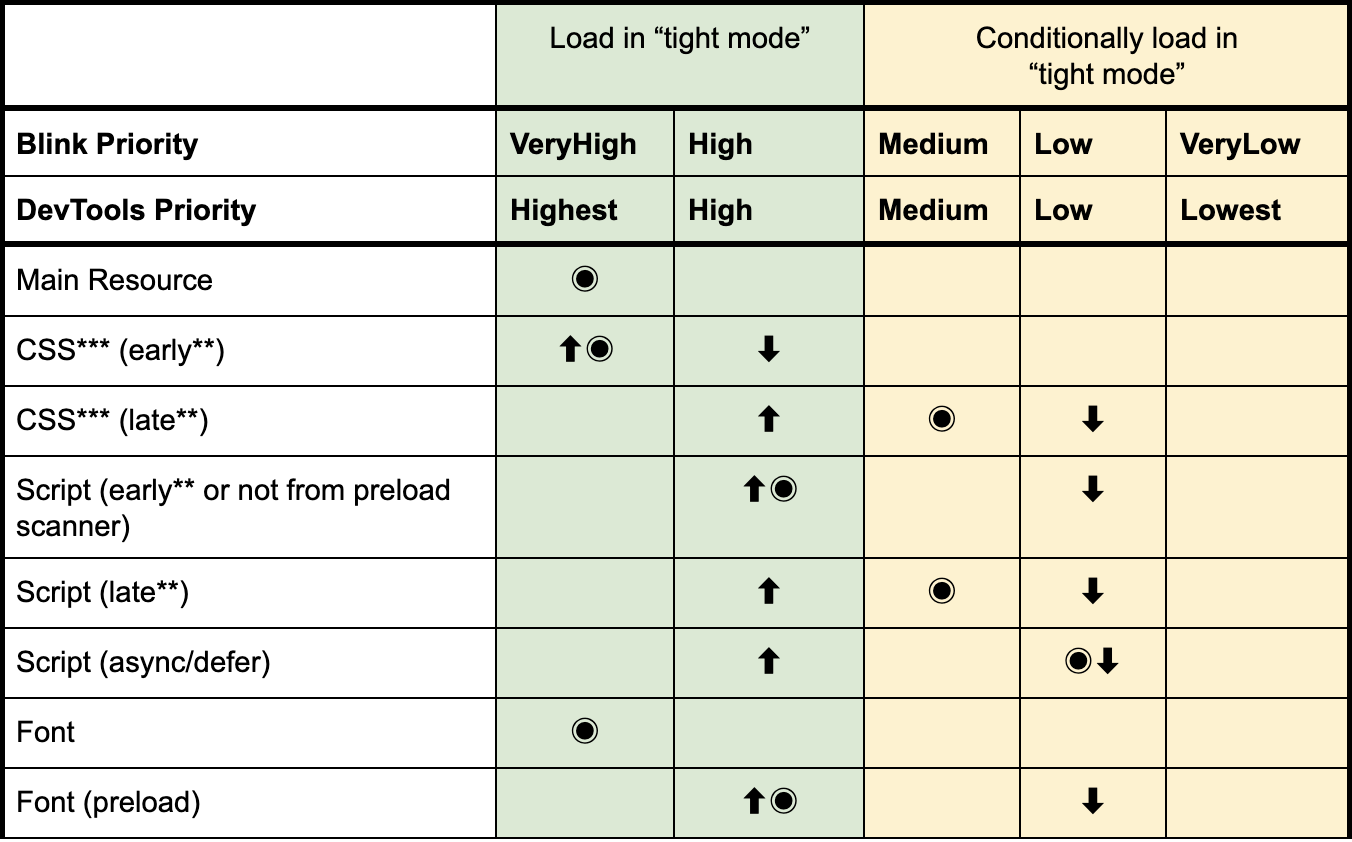 Load in “tight mode”
Conditionally load in
“tight mode”
Blink Priority VeryHigh High Medium Low VeryLow
DevTools Priority Highest High Medium Low Lowest
Main Resource ◉
CSS*** (early**) ⬆◉ ⬇
CSS*** (late**) ⬆ ◉ ⬇
Script (early** or not from preload
scanner) ⬆◉ ⬇
Script (late**) ⬆ ◉ ⬇
Script (async/defer) ⬆ ◉⬇
Font ◉
Font (preload) ⬆◉ ⬇